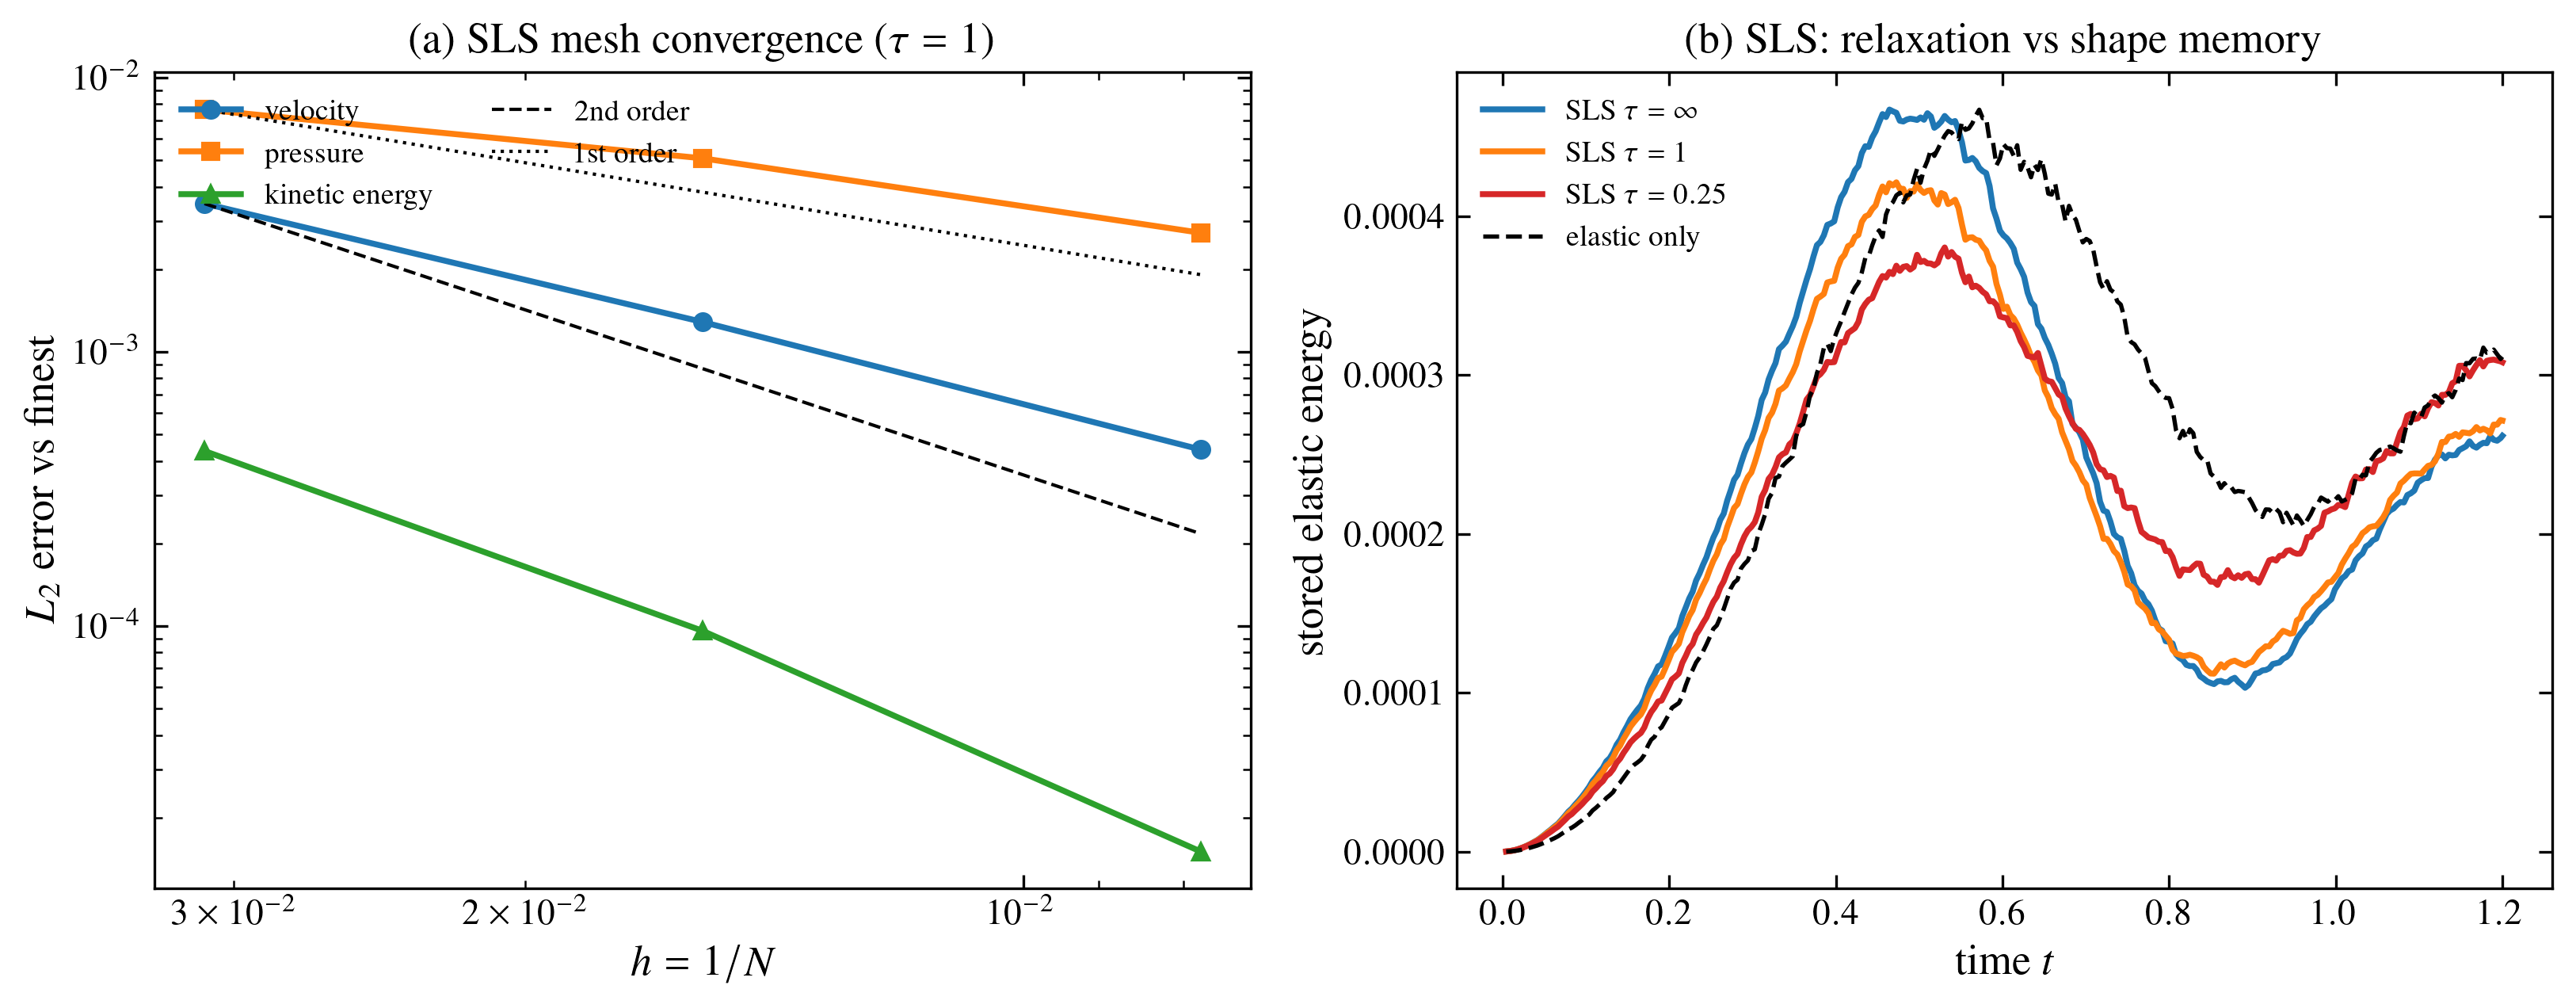 (a) SLS mesh convergence (τ = 1)
velocity
pressure
kinetic energy
2nd order
1st order
10⁻²
10⁻³
10⁻⁴
L₂ error vs finest
3 × 10⁻²
2 × 10⁻²
10⁻²
h = 1/N
(b) SLS: relaxation vs shape memory
SLS τ = ∞
SLS τ = 1
SLS τ = 0.25
elastic only
0.0004
0.0003
0.0002
0.0001
0.0000
stored elastic energy
0.0
0.2
0.4
0.6
0.8
1.0
1.2
time t